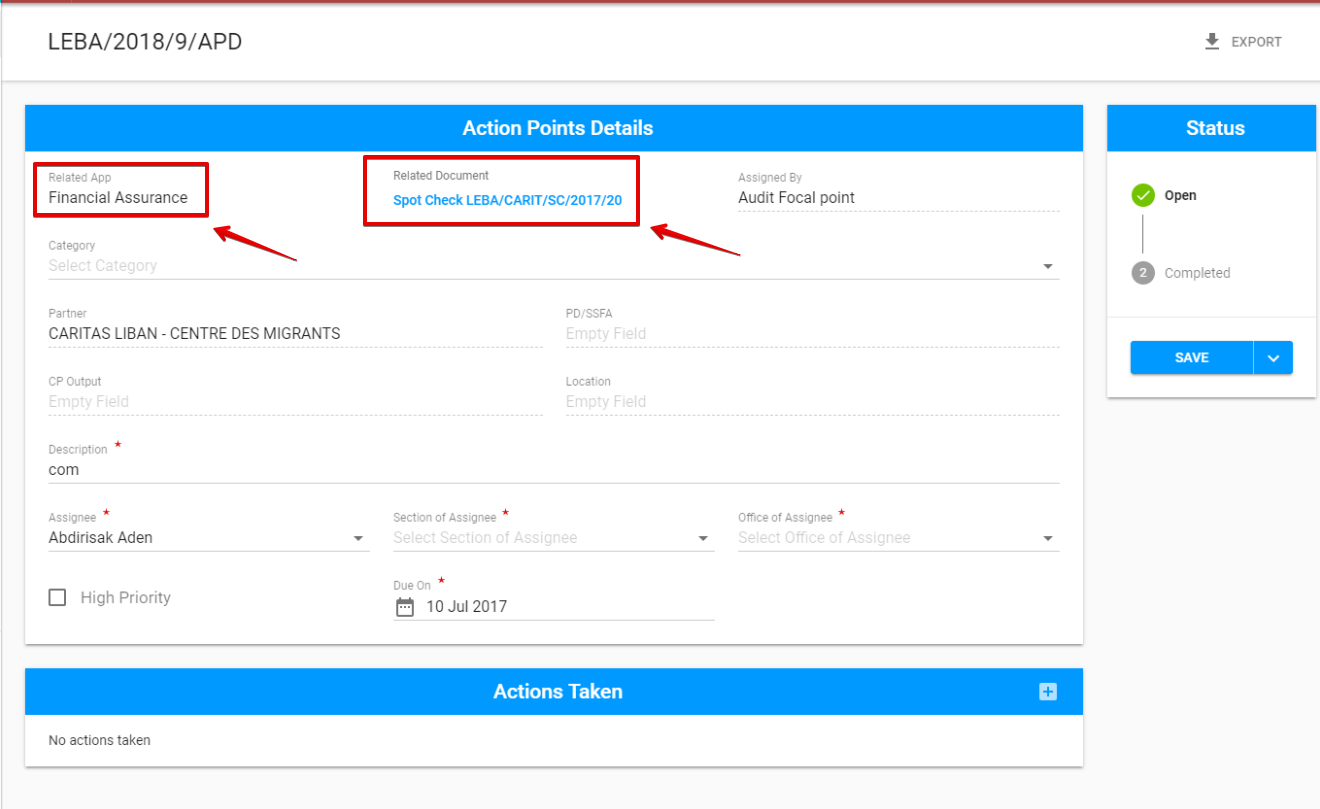 LEBA/2018/9/APD
EXPORT
Action Points Details
Related App
Financial Assurance
Related Document
Spot Check LEBA/CARIT/SC/2017/20
Assigned By
Audit Focal point
Category
Select Category
Partner
CARITAS LIBAN - CENTRE DES MIGRANTS
PD/SSFA
Empty Field
CP Output
Empty Field
Location
Empty Field
Description *
com
Assignee *
Abdirisak Aden
Section of Assignee *
Select Section of Assignee
Office of Assignee *
Select Office of Assignee
High Priority
Due On *
10 Jul 2017
Actions Taken
No actions taken
Status
Open
2 Completed
SAVE